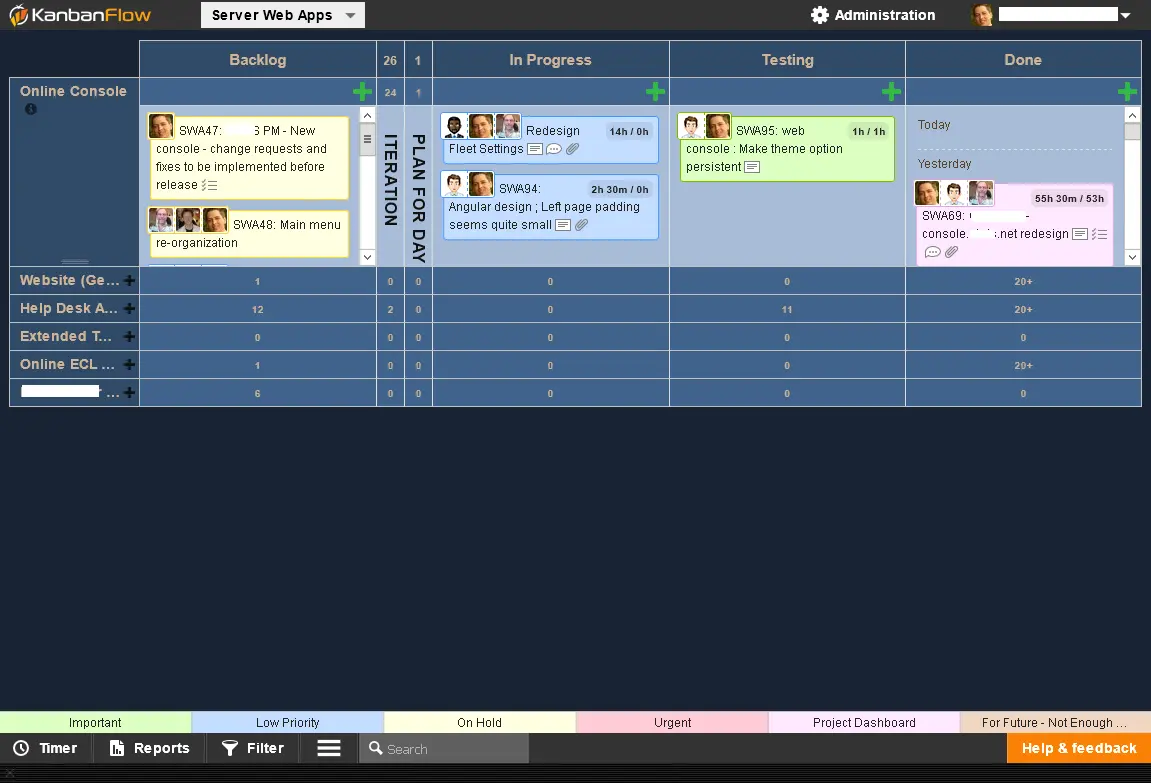 KanbanFlow
Server Web Apps
Administration
Backlog
26
1
In Progress
Testing
Done
Online Console
24
1
SWA47: S PM - New
console - change requests and
fixes to be implemented before
release
SWA48: Main menu
re-organization
ITERATION
PLAN FOR DAY
Redesign
14h / 0h
Fleet Settings
SWA94:
2h 30m / 0h
Angular design ; Left page padding
seems quite small
SWA95: web
1h / 1h
console : Make theme option
persistent
Today
Yesterday
55h 30m / 53h
SWA69: -
console. .net redesign
Website (Ge... 1 0 0 0 0 20+
Help Desk A... 12 2 0 0 11 20+
Extended T... 0 0 0 0 0 0
Online ECL ... 1 0 0 0 0 20+
... 6 0 0 0 0 0
Important
Low Priority
On Hold
Urgent
Project Dashboard
For Future - Not Enough ...
Timer
Reports
Filter
Search
Help & feedback